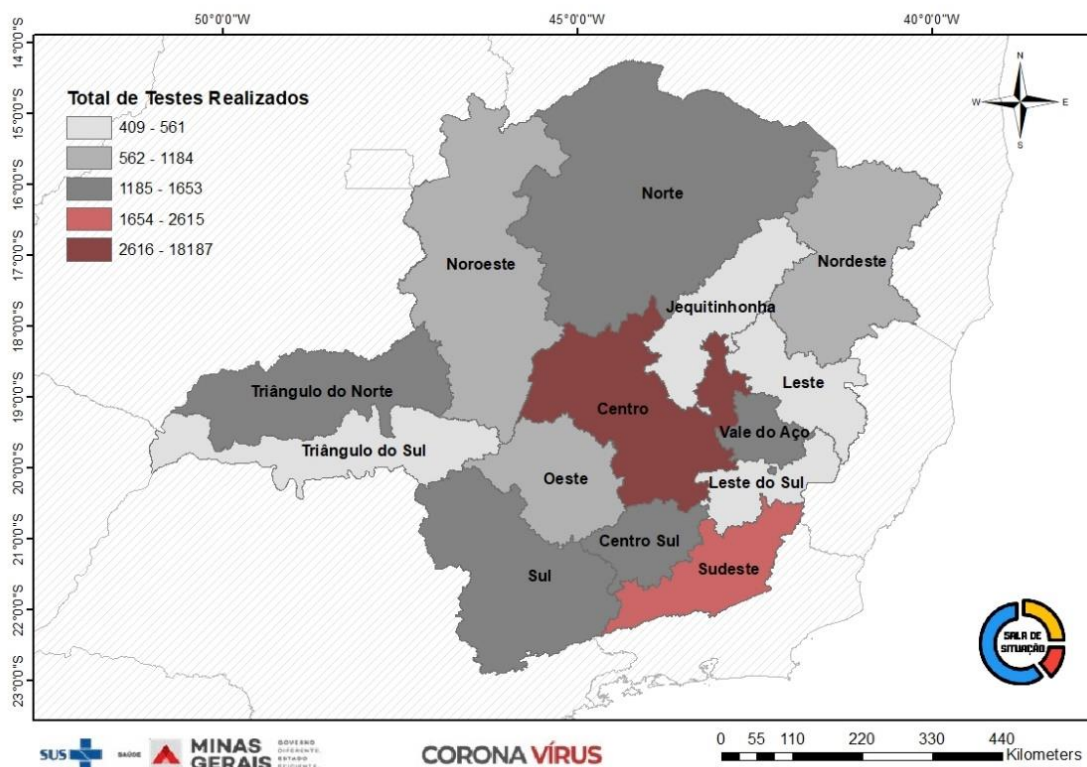 50°0'0"W 45°0'0"W 40°0'0"W
14°0'0"S
15°0'0"S
16°0'0"S
17°0'0"S
18°0'0"S
19°0'0"S
20°0'0"S
21°0'0"S
22°0'0"S
23°0'0"S
Total de Testes Realizados
409 - 561
562 - 1184
1185 - 1653
1654 - 2615
2616 - 18187
N
W E
S
Norte
Noroeste
Nordeste
Jequitinhonha
Triângulo do Norte
Leste
Centro
Vale do Aço
Triângulo do Sul
Oeste
Leste do Sul
Centro Sul
Sudeste
Sul
SALA DE
SITUAÇÃO
SUS
SAÚDE
MINAS
GERAIS
GOVERNO
DIFERENTE.
ESTADO
EFICIENTE.
CORONA VÍRUS
0 55 110 220 330 440
Kilometers